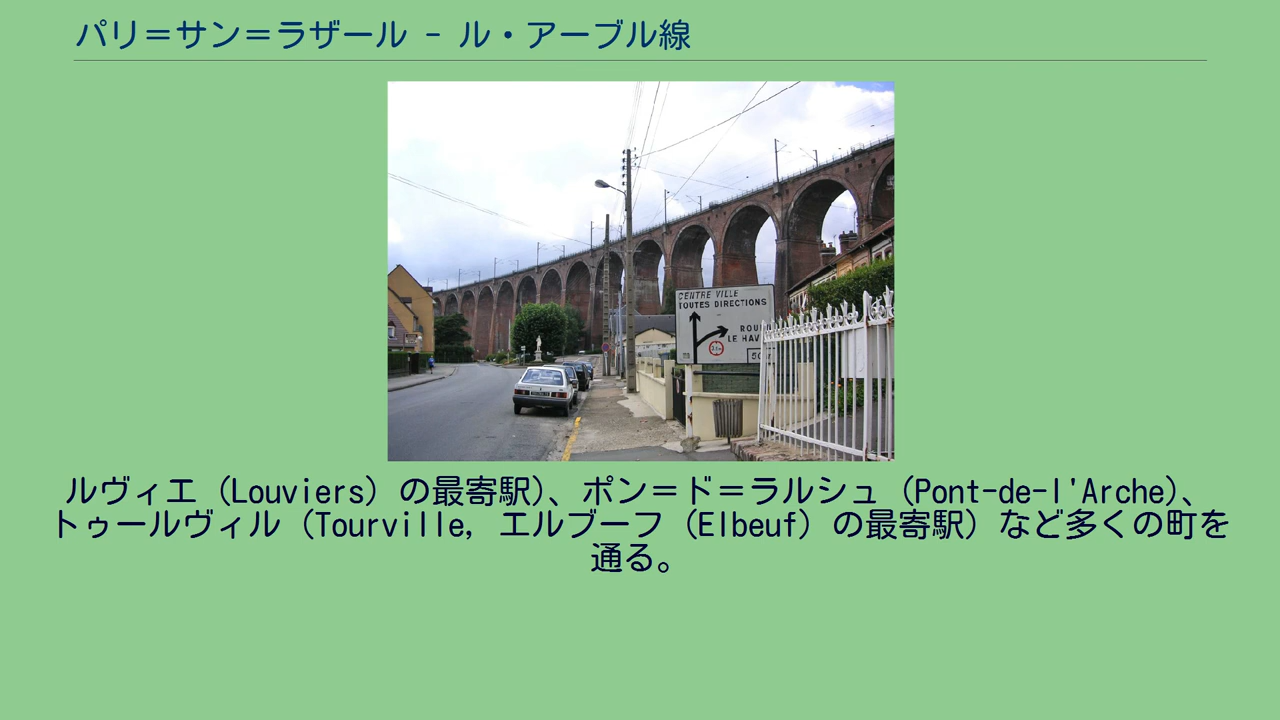 パリ＝サン＝ラザール - ル・アーブル線
CENTRE VILLE
TOUTES DIRECTIONS
LE HAV
ルヴィエ（Louviers）の最寄駅）、ポン＝ド＝ラルシュ（Pont-de-l'Arche）、
トゥールヴィル（Tourville, エルブーフ（Elbeuf）の最寄駅）など多くの町を
通る。